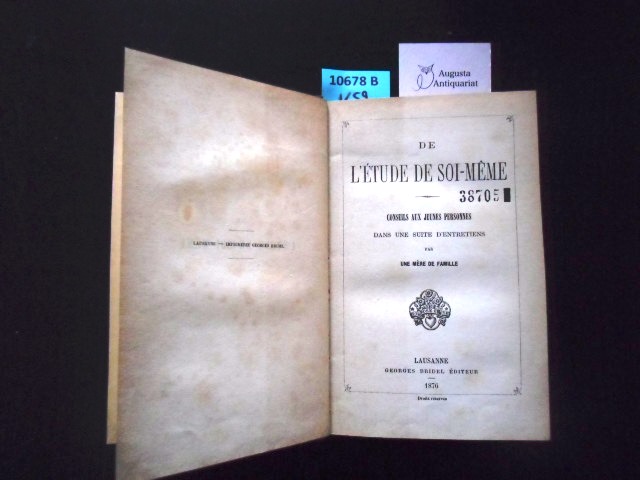 10678 B
Augusta
Antiquariat
LAUSANNE — IMPRIMERIE GEORGES BRIDEL
DE
L'ÉTUDE DE SOI-MÊME
38705
CONSEILS AUX JEUNES PERSONNES
DANS UNE SUITE D'ENTRETIENS
PAR
UNE MÈRE DE FAMILLE
LAUSANNE
GEORGES BRIDEL ÉDITEUR
1876
Droits réservés